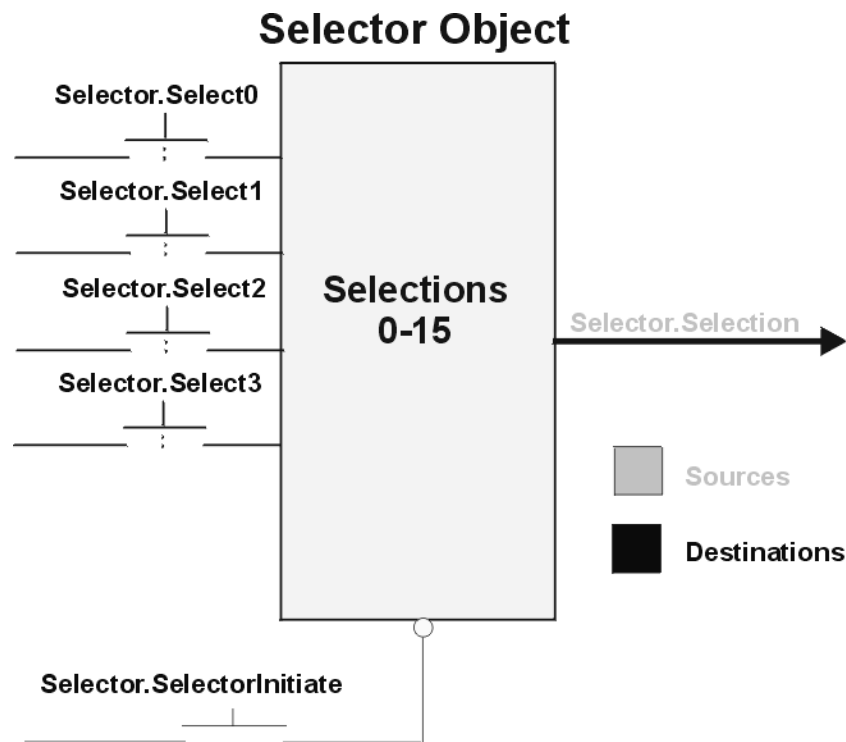 Selector Object
Selector.Select0
Selector.Select1
Selector.Select2
Selector.Select3
Selections
0-15
Selector.Selection
Sources
Destinations
Selector.SelectorInitiate